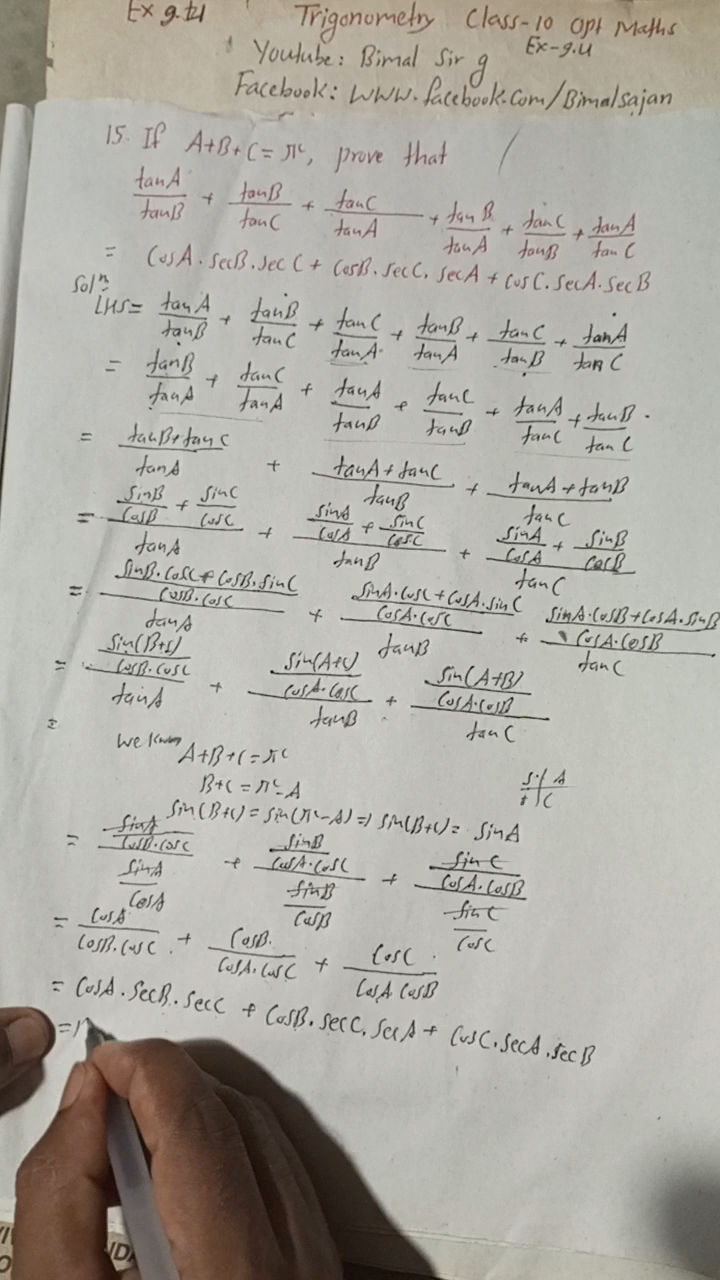 Ex 9.4 Trigonometry Class-10 Opt Maths
Ex-9.4
Youtube: Bimal Sir g
Facebook: WWW.facebook.com/Bimalsajan
15. If A+B+C = π^c, prove that
tanA/tanB + tanB/tanC + tanC/tanA + tanB/tanA + tanC/tanB + tanA/tanC
= CosA.secB.secC + CosB.secC.secA + CosC.secA.secB
Solⁿ
LHS = tanA/tanB + tanB/tanC + tanC/tanA + tanB/tanA + tanC/tanB + tanA/tanC
= tanB/tanA + tanC/tanA + tanA/tanB + tanC/tanB + tanA/tanC + tanB/tanC
= (tanB+tanC)/tanA + (tanA+tanC)/tanB + (tanA+tanB)/tanC
= (SinB/CosB + SinC/CosC)/tanA + (SinA/CosA + SinC/CosC)/tanB + (SinA/CosA + SinB/CosB)/tanC
= ((SinB.CosC+CosB.sinC)/(CosB.CosC))/tanA + ((SinA.CosC+CosA.sinC)/(CosA.CosC))/tanB + ((SinA.CosB+CosA.sinB)/(CosA.CosB))/tanC
= (Sin(B+C)/(CosB.CosC))/tanA + (Sin(A+C)/(CosA.CosC))/tanB + (Sin(A+B)/(CosA.CosB))/tanC
=
We know
A+B+C = π^c
B+C = π^c-A
S | A
t | C
Sin(B+C) = Sin(π^c-A) ⇒ Sin(B+C) = SinA
= (SinA/(CosB.CosC))/(SinA/CosA) + (SinB/(CosA.CosC))/(SinB/CosB) + (SinC/(CosA.CosB))/(SinC/CosC)
= CosA/(CosB.CosC) + CosB/(CosA.CosC) + CosC/(CosA CosB)
= CosA.SecB.SecC + CosB.SecC.SecA + CosC.SecA.SecB
=